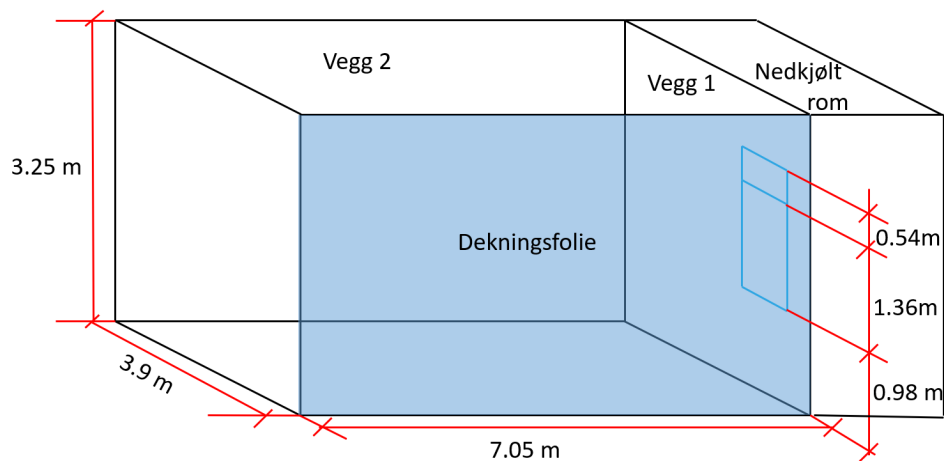 Vegg 2
Nedkjølt
rom
Vegg 1
3.25 m
Dekningsfolie
0.54m
1.36m
3.9 m
0.98 m
7.05 m